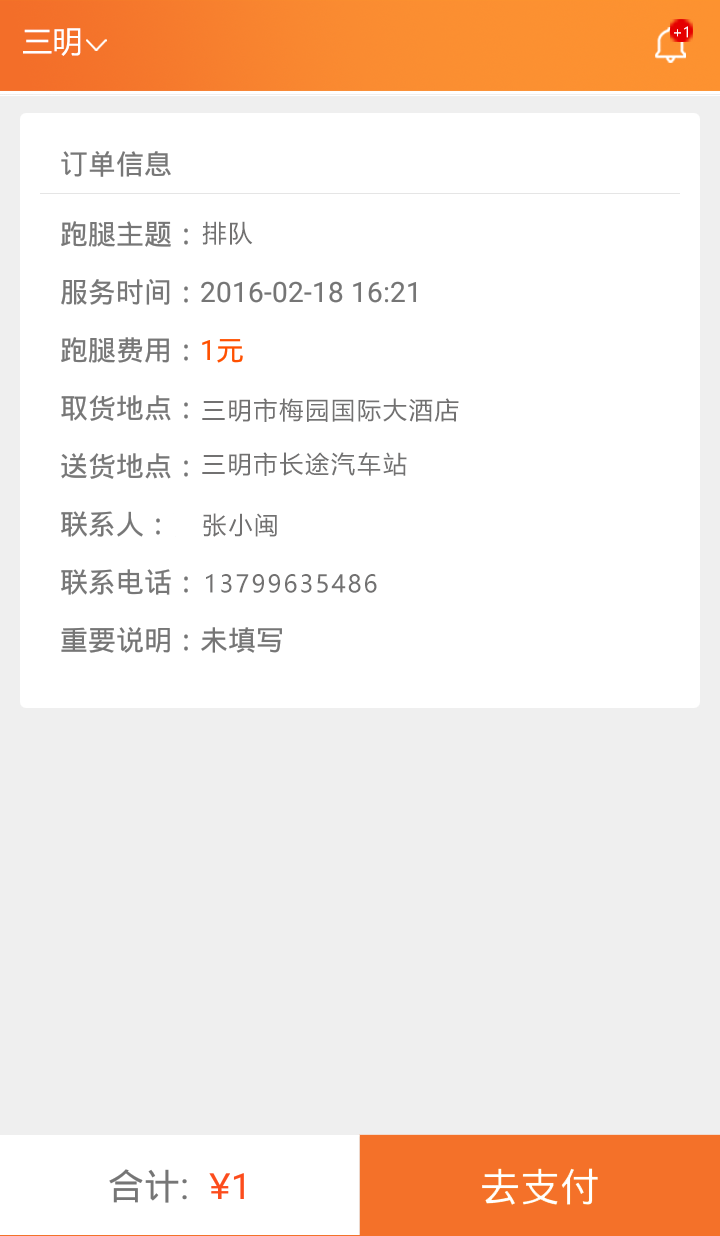 三明
+1
订单信息
跑腿主题：排队
服务时间：2016-02-18 16:21
跑腿费用：1元
取货地点：三明市梅园国际大酒店
送货地点：三明市长途汽车站
联系人： 张小闽
联系电话：13799635486
重要说明：未填写
合计: ¥1
去支付